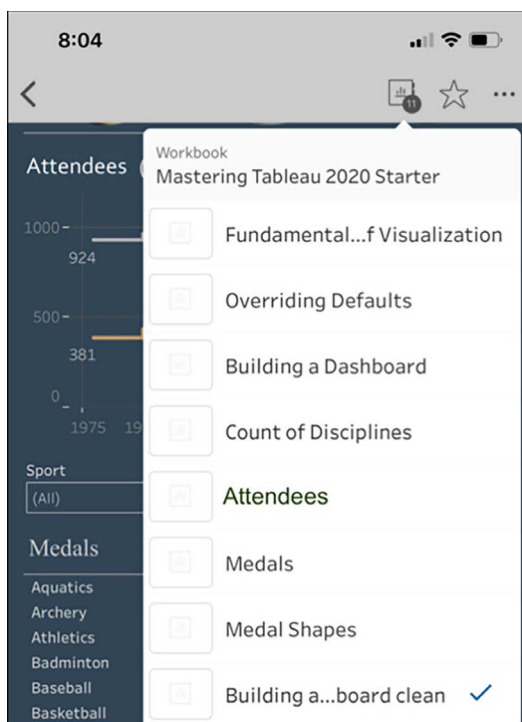 8:04
11
Workbook
Mastering Tableau 2020 Starter
Fundamental...f Visualization
Overriding Defaults
Building a Dashboard
Count of Disciplines
Attendees
Medals
Medal Shapes
Building a...board clean
Attendees (
1000
924
500
381
0
1975 19
Sport
(All)
Medals
Aquatics
Archery
Athletics
Badminton
Baseball
Basketball